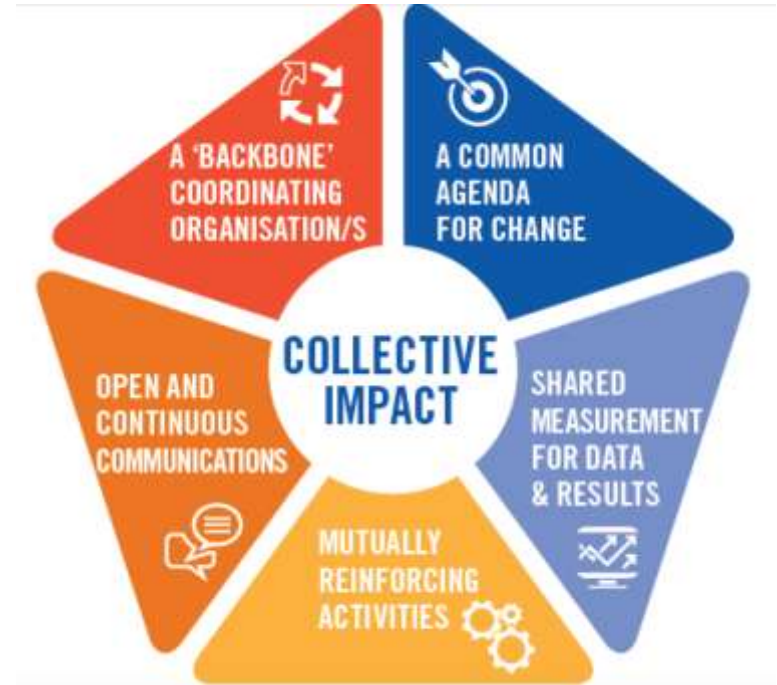 A ‘BACKBONE’
COORDINATING
ORGANISATION/S
A COMMON
AGENDA
FOR CHANGE
COLLECTIVE
IMPACT
OPEN AND
CONTINUOUS
COMMUNICATIONS
SHARED
MEASUREMENT
FOR DATA
& RESULTS
MUTUALLY
REINFORCING
ACTIVITIES